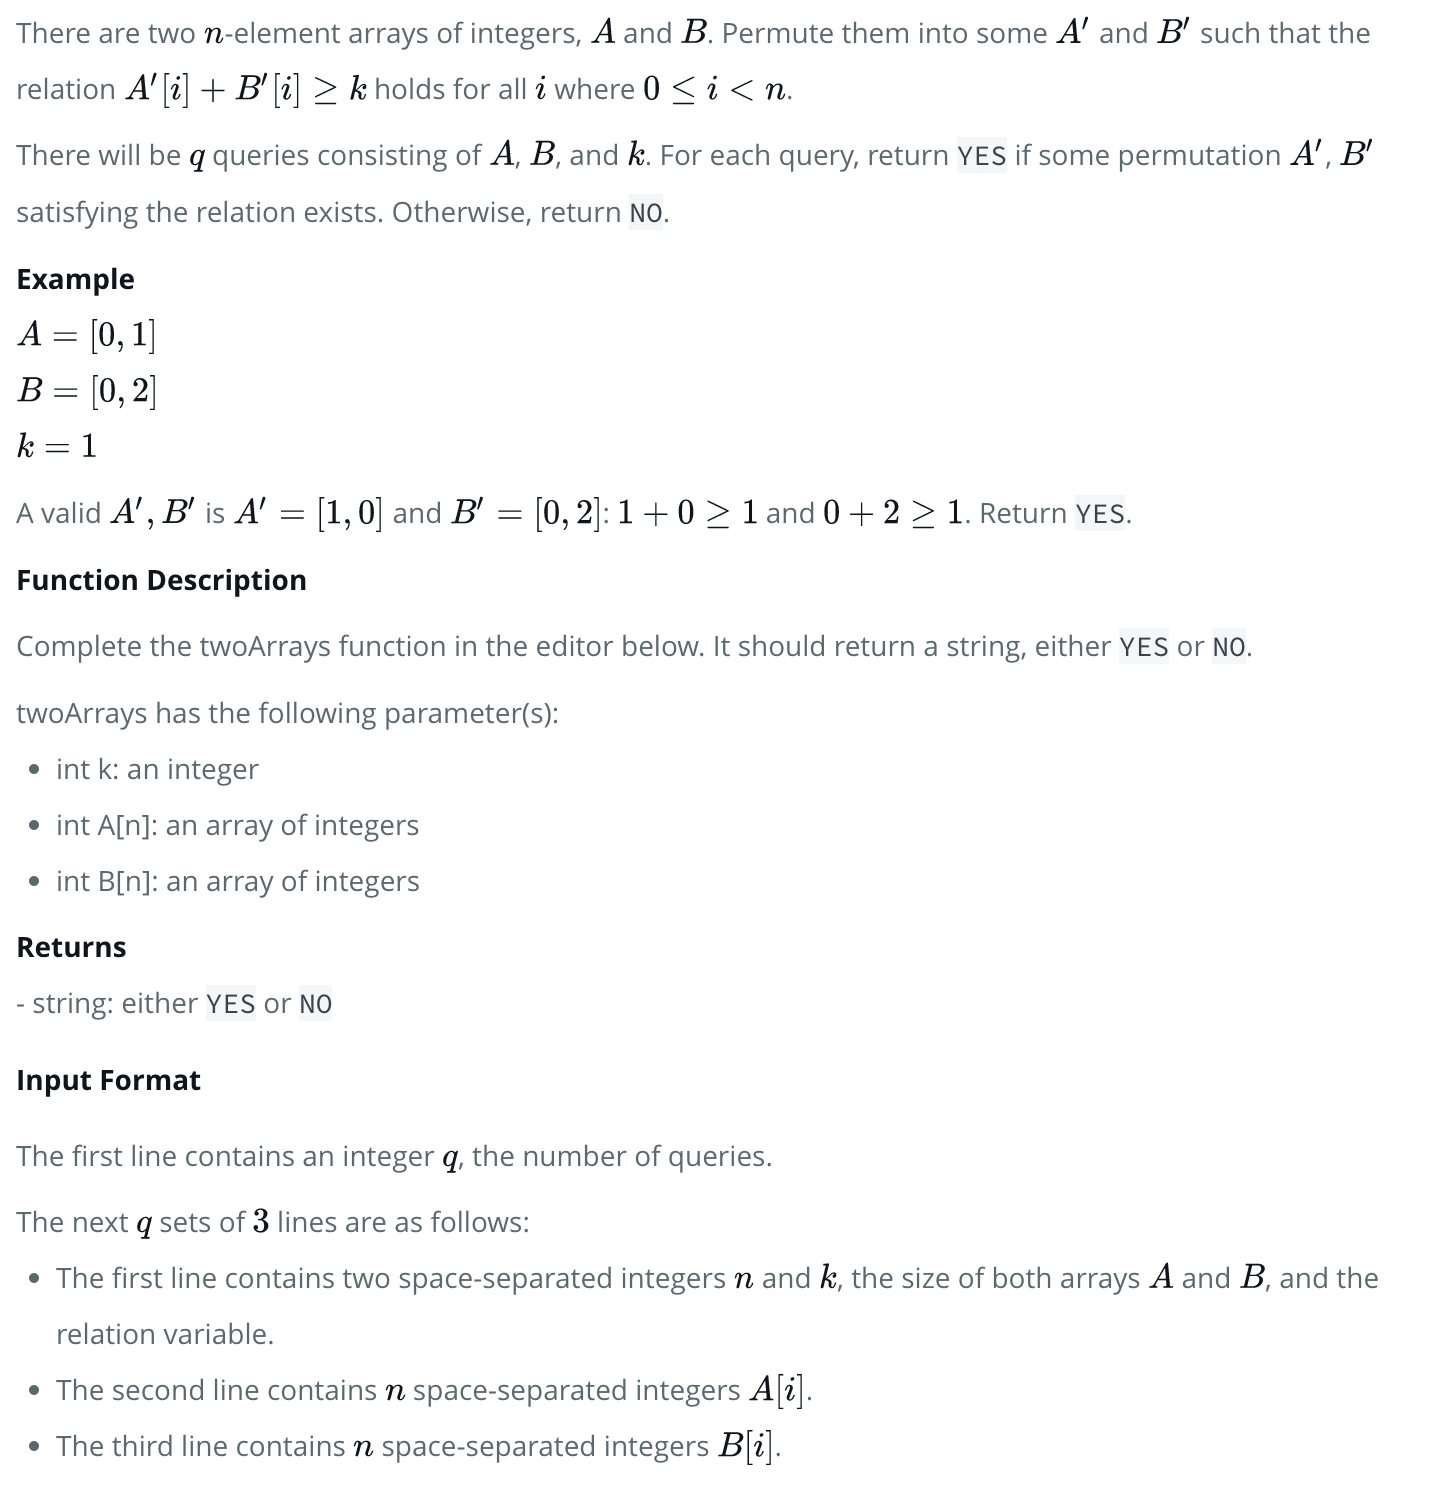 There are two n-element arrays of integers, A and B. Permute them into some A′ and B′ such that the
relation A′[i] + B′[i] ≥ k holds for all i where 0 ≤ i < n.
There will be q queries consisting of A, B, and k. For each query, return YES if some permutation A′, B′
satisfying the relation exists. Otherwise, return NO.
Example
A = [0, 1]
B = [0, 2]
k = 1
A valid A′, B′ is A′ = [1, 0] and B′ = [0, 2]: 1 + 0 ≥ 1 and 0 + 2 ≥ 1. Return YES.
Function Description
Complete the twoArrays function in the editor below. It should return a string, either YES or NO.
twoArrays has the following parameter(s):
• int k: an integer
• int A[n]: an array of integers
• int B[n]: an array of integers
Returns
- string: either YES or NO
Input Format
The first line contains an integer q, the number of queries.
The next q sets of 3 lines are as follows:
• The first line contains two space-separated integers n and k, the size of both arrays A and B, and the
relation variable.
• The second line contains n space-separated integers A[i].
• The third line contains n space-separated integers B[i].